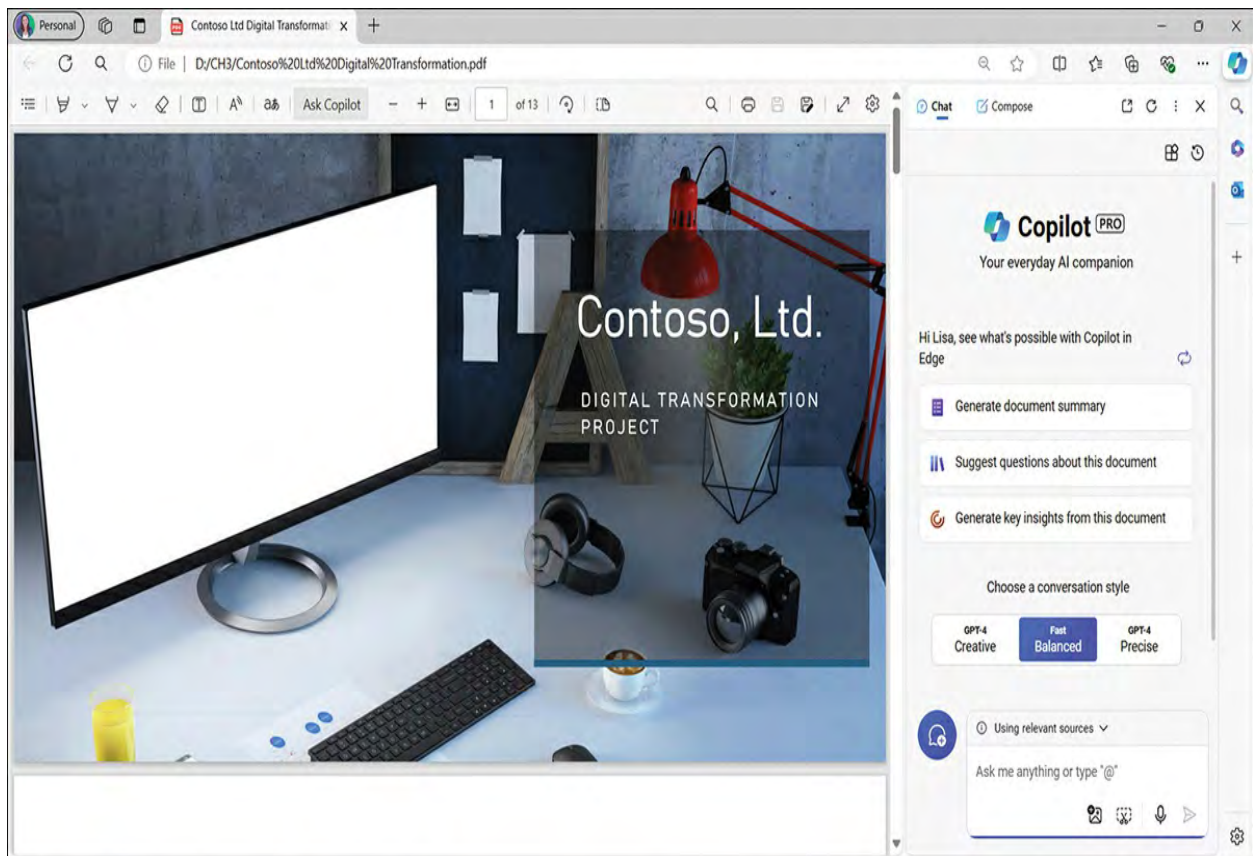 Personal
Contoso Ltd Digital Transformati
File | D:/CH3/Contoso%20Ltd%20Digital%20Transformation.pdf
Ask Copilot
1 of 13
Contoso, Ltd.
DIGITAL TRANSFORMATION
PROJECT
Chat Compose
Copilot PRO
Your everyday AI companion
Hi Lisa, see what's possible with Copilot in
Edge
Generate document summary
Suggest questions about this document
Generate key insights from this document
Choose a conversation style
GPT-4 Fast GPT-4
Creative Balanced Precise
Using relevant sources
Ask me anything or type "@"